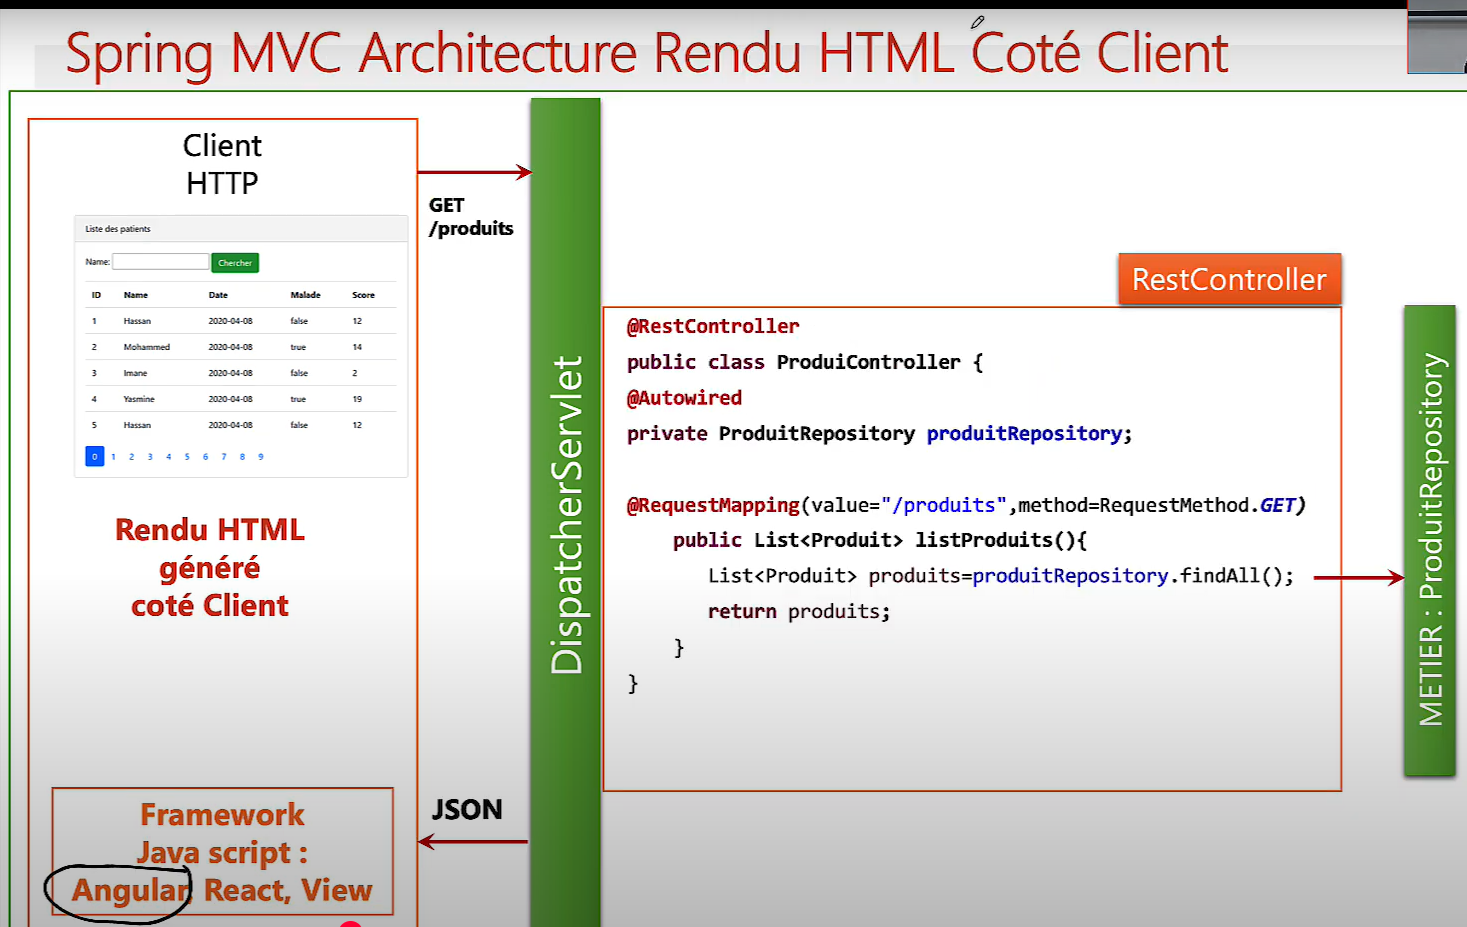 Spring MVC Architecture Rendu HTML Coté Client
Client
HTTP
Liste des patients
Name:
Chercher
ID Name Date Malade Score
1 Hassan 2020-04-08 false 12
2 Mohammed 2020-04-08 true 14
3 Imane 2020-04-08 false 2
4 Yasmine 2020-04-08 true 19
5 Hassan 2020-04-08 false 12
0 1 2 3 4 5 6 7 8 9
Rendu HTML
généré
coté Client
Framework
Java script :
Angular, React, View
GET
/produits
JSON
DispatcherServlet
RestController
@RestController
public class ProduiController {
@Autowired
private ProduitRepository produitRepository;
@RequestMapping(value="/produits",method=RequestMethod.GET)
public List<Produit> listProduits(){
List<Produit> produits=produitRepository.findAll();
return produits;
}
}
METIER : ProduitRepository